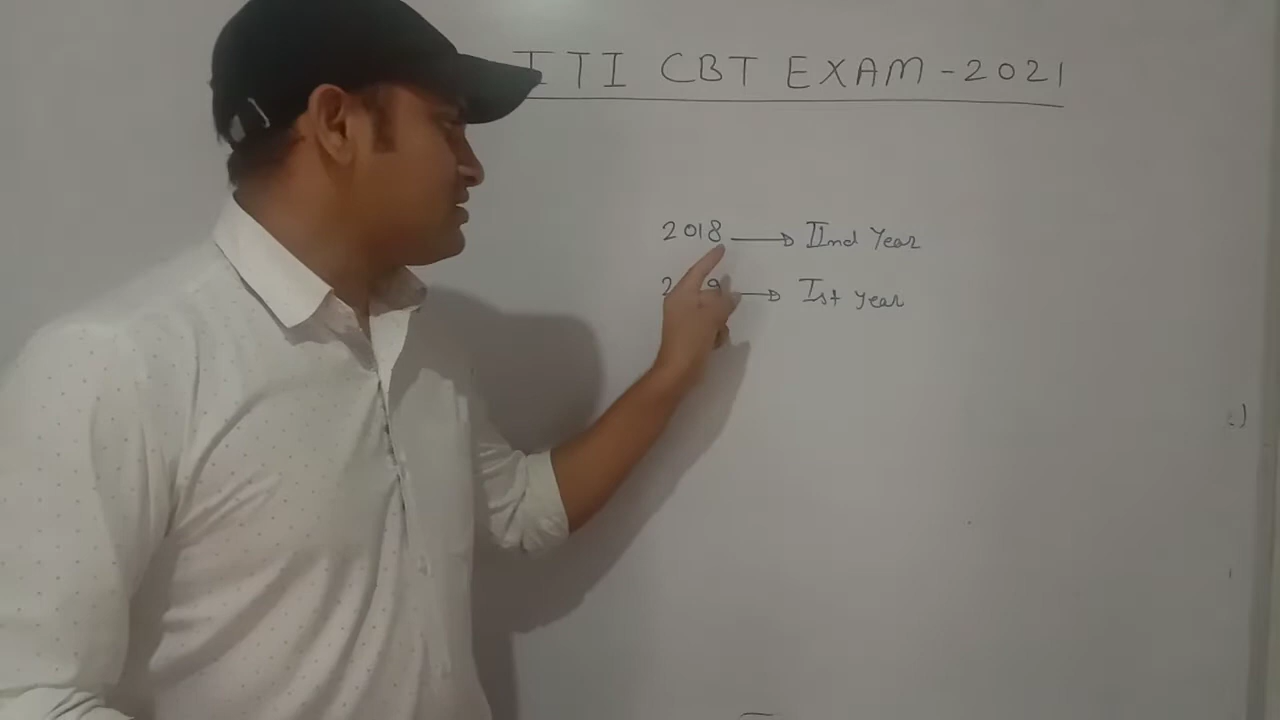 ITI CBT EXAM-2021
2018 → IInd Year
→ Ist year